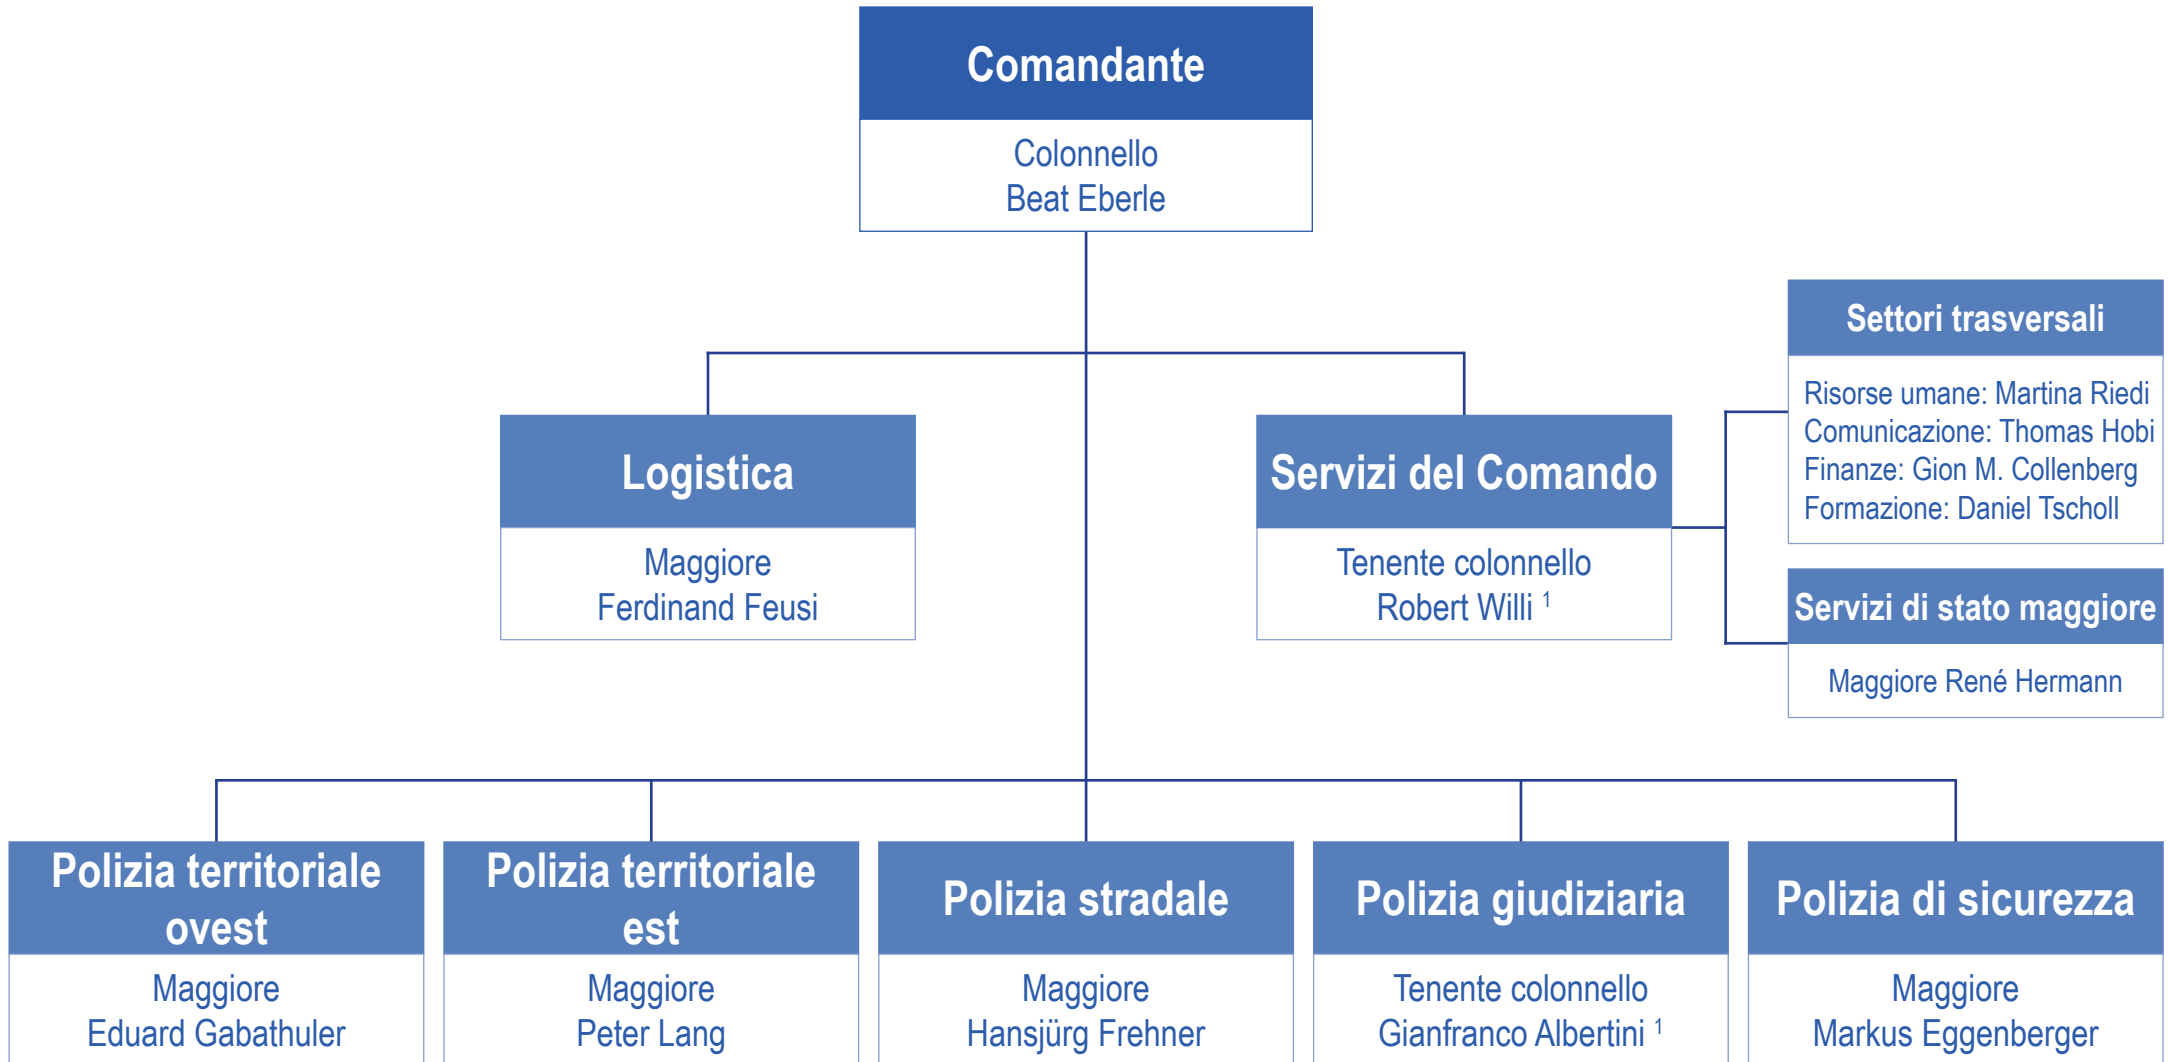 Comandante
Colonnello
Beat Eberle
Settori trasversali
Risorse umane: Martina Riedi
Comunicazione: Thomas Hobi
Finanze: Gion M. Collenberg
Formazione: Daniel Tscholl
Logistica
Maggiore
Ferdinand Feusi
Servizi del Comando
Tenente colonnello
Robert Willi ¹
Servizi di stato maggiore
Maggiore René Hermann
Polizia territoriale
ovest
Maggiore
Eduard Gabathuler
Polizia territoriale
est
Maggiore
Peter Lang
Polizia stradale
Maggiore
Hansjürg Frehner
Polizia giudiziaria
Tenente colonnello
Gianfranco Albertini ¹
Polizia di sicurezza
Maggiore
Markus Eggenberger